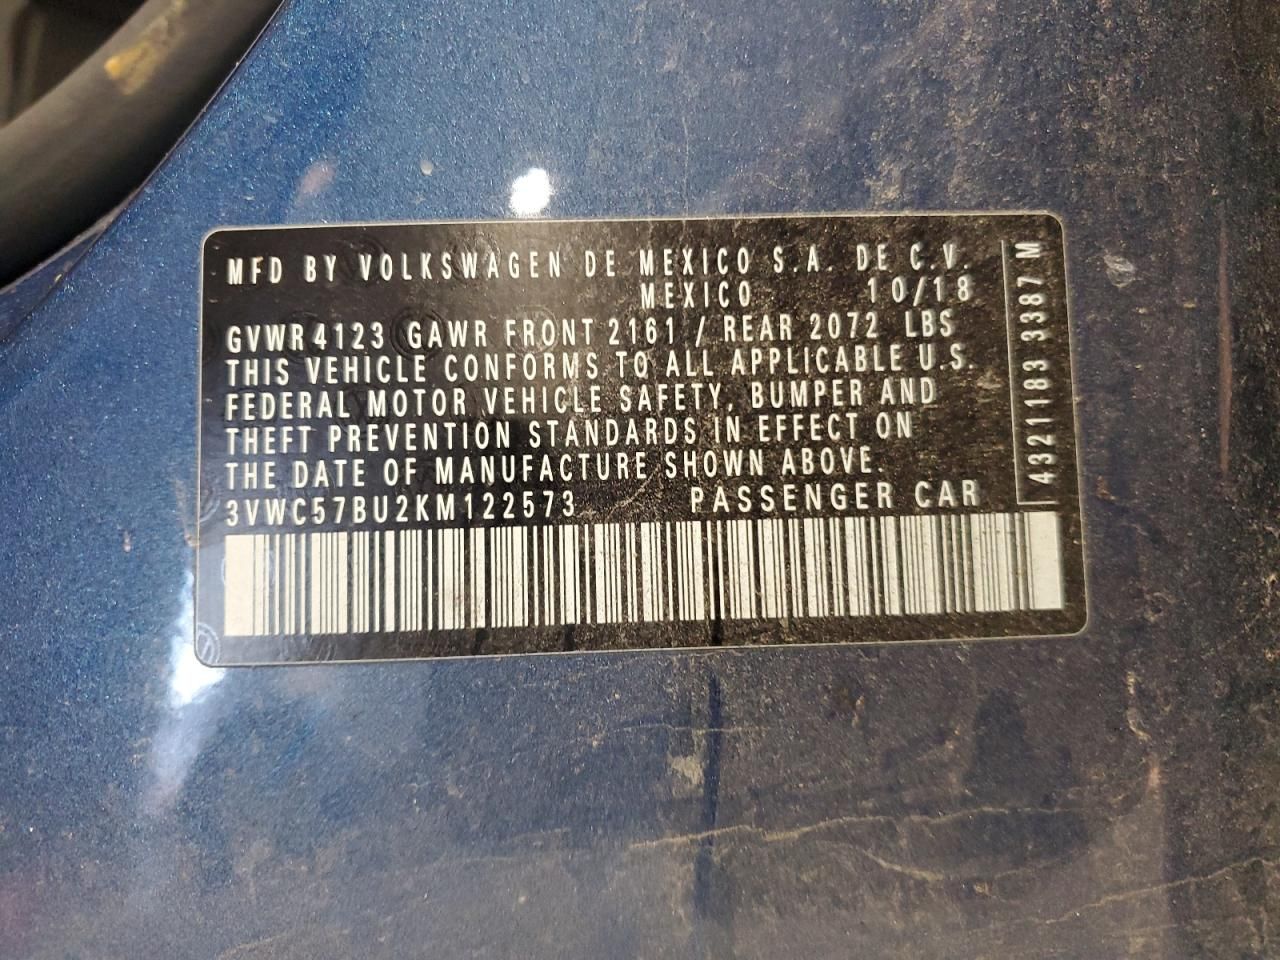 MFD BY VOLKSWAGEN DE MEXICO S.A. DE C.V.
MEXICO 10/18
GVWR 4123 GAWR FRONT 2161 / REAR 2072 LBS
THIS VEHICLE CONFORMS TO ALL APPLICABLE U.S.
FEDERAL MOTOR VEHICLE SAFETY, BUMPER AND
THEFT PREVENTION STANDARDS IN EFFECT ON
THE DATE OF MANUFACTURE SHOWN ABOVE.
3VWC57BU2KM122573 PASSENGER CAR
4321183 3387 M